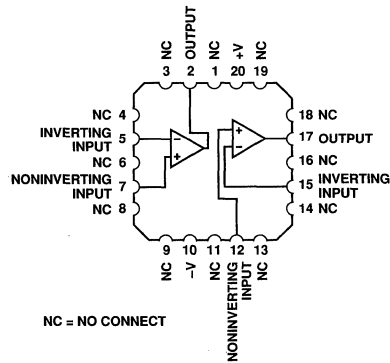 NC
OUTPUT
NC
+V
NC
3 2 1 20 19
NC 4
INVERTING
INPUT
5
NC 6
NONINVERTING
INPUT
7
NC 8
18 NC
17 OUTPUT
16 NC
15 INVERTING
INPUT
14 NC
9 10 11 12 13
NC
–V
NC
NONINVERTING
INPUT
NC
– +
+ –
NC = NO CONNECT